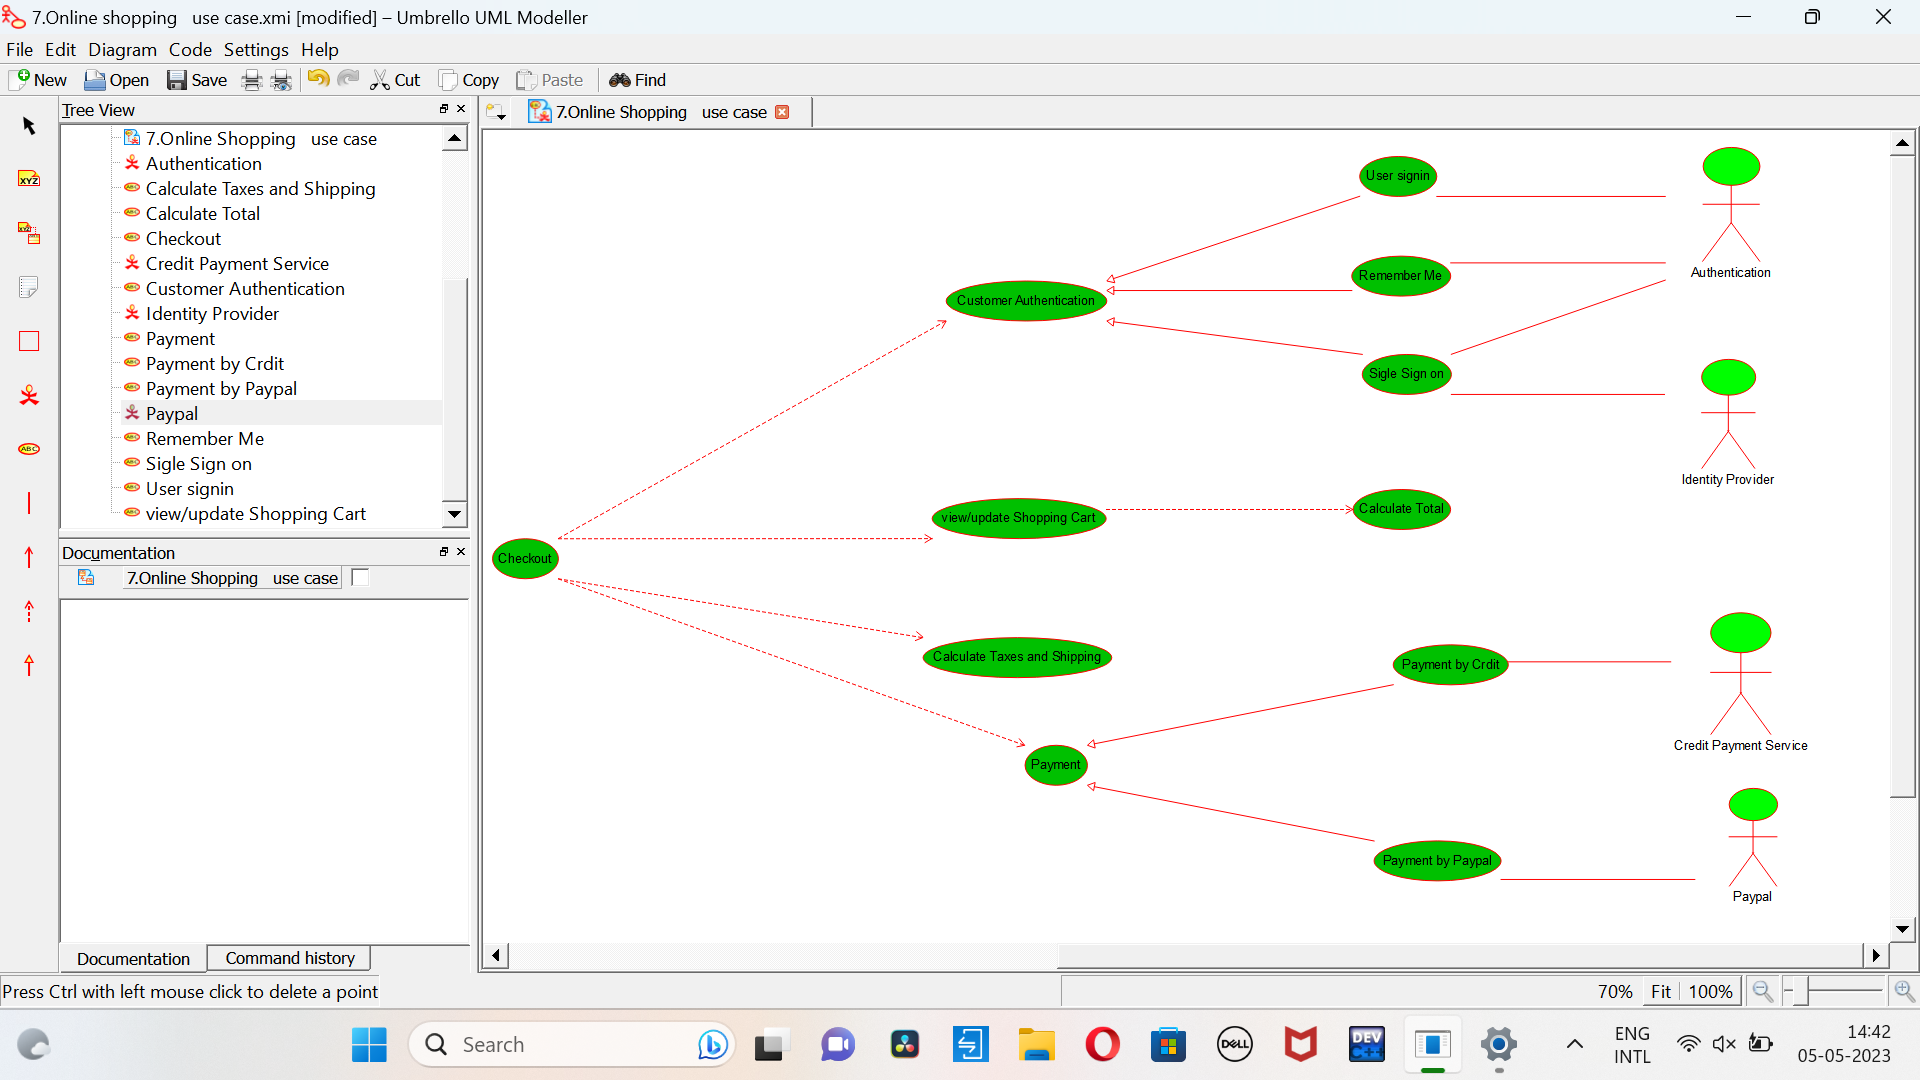 7.Online shopping   use case.xmi [modified] – Umbrello UML Modeller
File Edit Diagram Code Settings Help
New Open Save Cut Copy Paste Find
Tree View
7.Online Shopping   use case
Authentication
Calculate Taxes and Shipping
Calculate Total
Checkout
Credit Payment Service
Customer Authentication
Identity Provider
Payment
Payment by Crdit
Payment by Paypal
Paypal
Remember Me
Sigle Sign on
User signin
view/update Shopping Cart
XYZ
XYZ
ABC
Documentation
7.Online Shopping   use case
Documentation
Command history
7.Online Shopping   use case
User signin
Authentication
Remember Me
Customer Authentication
Sigle Sign on
Identity Provider
view/update Shopping Cart
Calculate Total
Checkout
Calculate Taxes and Shipping
Payment by Crdit
Credit Payment Service
Payment
Payment by Paypal
Paypal
Press Ctrl with left mouse click to delete a point
70% Fit 100%
Search
DELL
DEV
C++
ENG
INTL
14:42
05-05-2023